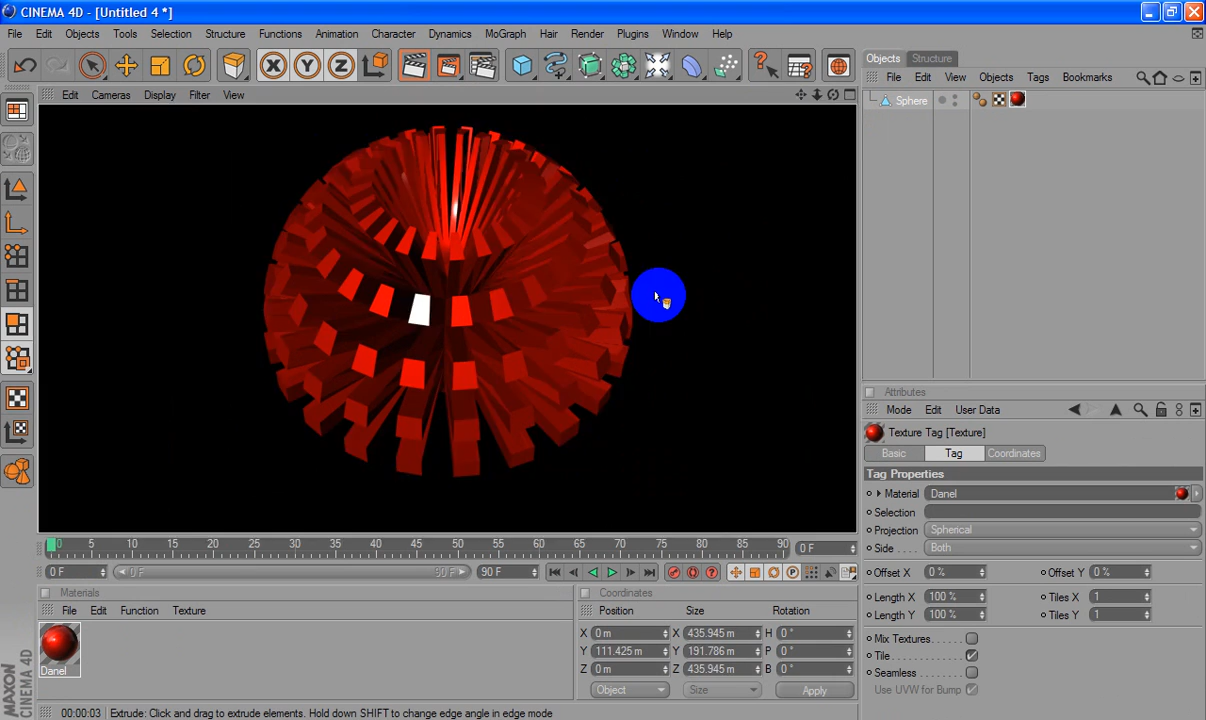 CINEMA 4D - [Untitled 4 *]
File Edit Objects Tools Selection Structure Functions Animation Character Dynamics MoGraph Hair Render Plugins Window Help
Objects Structure
File Edit View Objects Tags Bookmarks
Edit Cameras Display Filter View
Sphere
Attributes
Mode Edit User Data
Texture Tag [Texture]
Basic Tag Coordinates
Tag Properties
Material Danel
Selection
Projection Spherical
Side Both
Offset X 0 % Offset Y 0 %
Length X 100 % Tiles X 1
Length Y 100 % Tiles Y 1
Mix Textures
Tile
Seamless
Use UVW for Bump
0 5 10 15 20 25 30 35 40 45 50 55 60 65 70 75 80 85 90 0 F
0 F 0 F 90 F 90 F
Materials
File Edit Function Texture
Danel
Coordinates
Position Size Rotation
X 0 m X 435.945 m H 0 °
Y 111.425 m Y 191.786 m P 0 °
Z 0 m Z 435.945 m B 0 °
Object Size Apply
MAXON CINEMA 4D
00:00:03 Extrude: Click and drag to extrude elements. Hold down SHIFT to change edge angle in edge mode